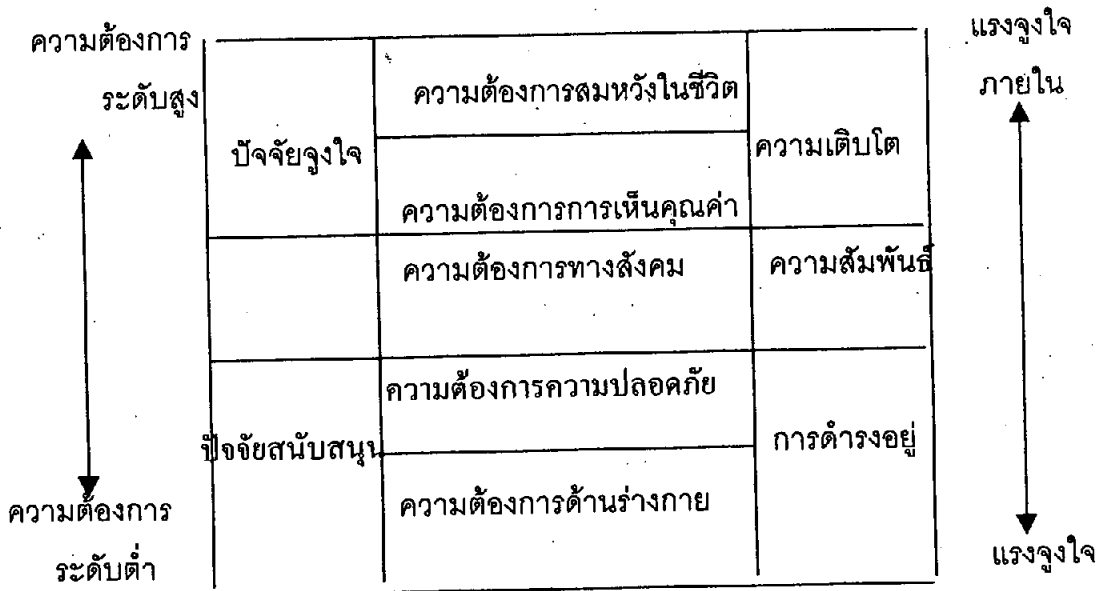 ความต้องการ
ระดับสูง
แรงจูงใจ
ภายใน
ความต้องการสมหวังในชีวิต
ปัจจัยจูงใจ
ความเติบโต
ความต้องการการเห็นคุณค่า
ความต้องการทางสังคม
ความสัมพันธ์
ความต้องการความปลอดภัย
ปัจจัยสนับสนุน
การดำรงอยู่
ความต้องการด้านร่างกาย
ความต้องการ
ระดับต่ำ
แรงจูงใจ